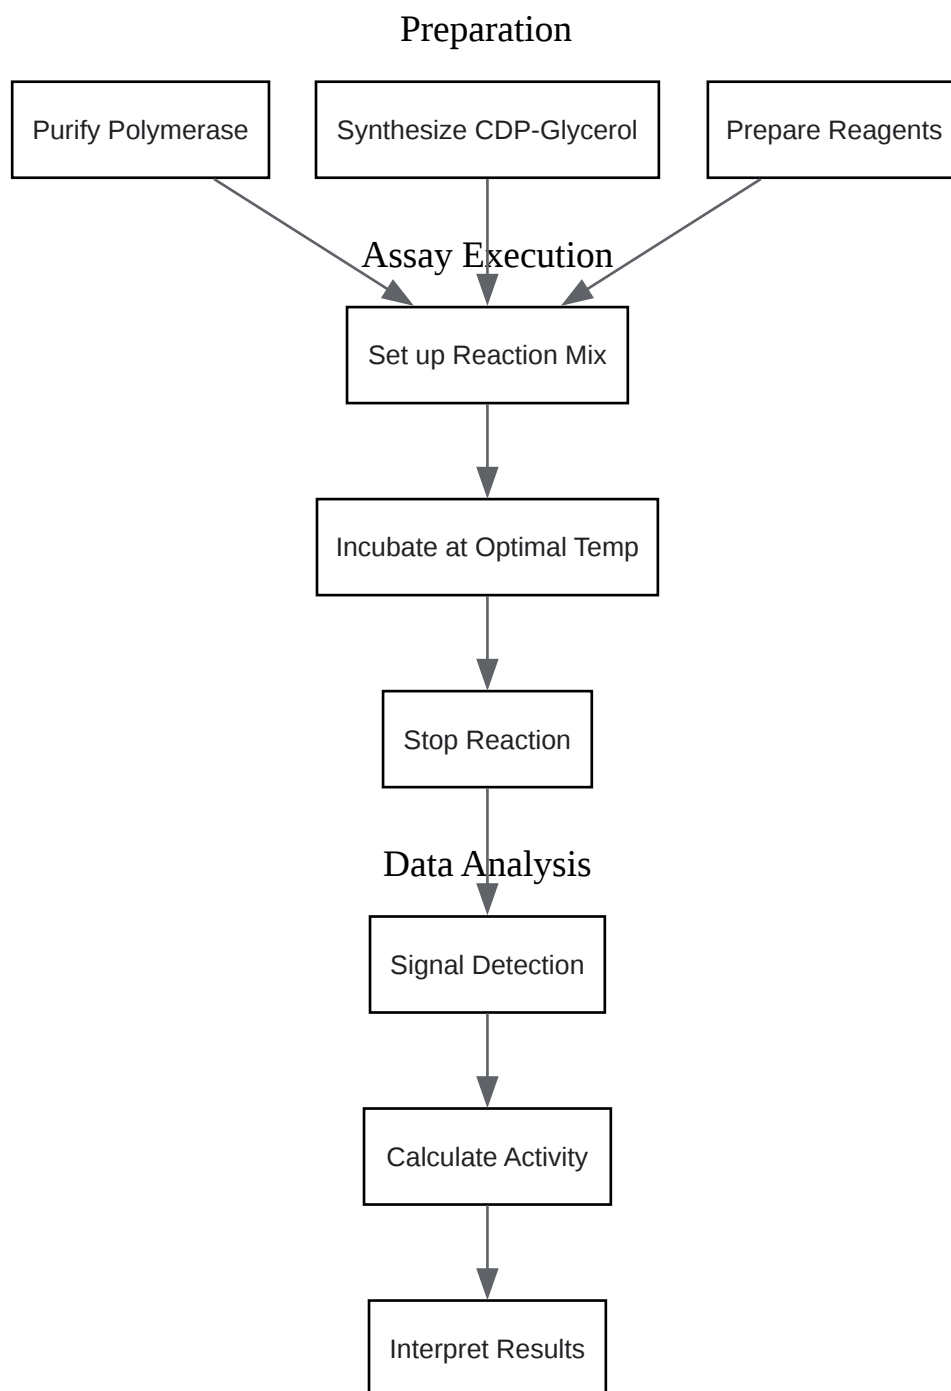 Preparation
Purify Polymerase
Synthesize CDP-Glycerol
Prepare Reagents
Assay Execution
Set up Reaction Mix
Incubate at Optimal Temp
Stop Reaction
Data Analysis
Signal Detection
Calculate Activity
Interpret Results